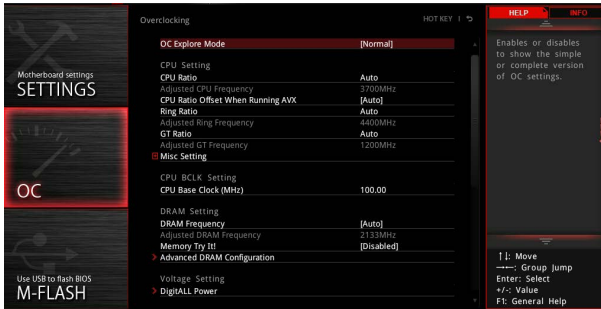 Motherboard settings
SETTINGS
OC
Use USB to flash BIOS
M-FLASH
Overclocking
HOT KEY
OC Explore Mode [Normal]
CPU Setting
CPU Ratio Auto
Adjusted CPU Frequency 3700MHz
CPU Ratio Offset When Running AVX [Auto]
Ring Ratio Auto
Adjusted Ring Frequency 4400MHz
GT Ratio Auto
Adjusted GT Frequency 1200MHz
Misc Setting
CPU BCLK Setting
CPU Base Clock (MHz) 100.00
DRAM Setting
DRAM Frequency [Auto]
Adjusted DRAM Frequency 2133MHz
Memory Try It! [Disabled]
Advanced DRAM Configuration
Voltage Setting
DigitALL Power
HELP INFO
Enables or disables
to show the simple
or complete version
of OC settings.
↑↓: Move
→←: Group Jump
Enter: Select
+/-: Value
F1: General Help